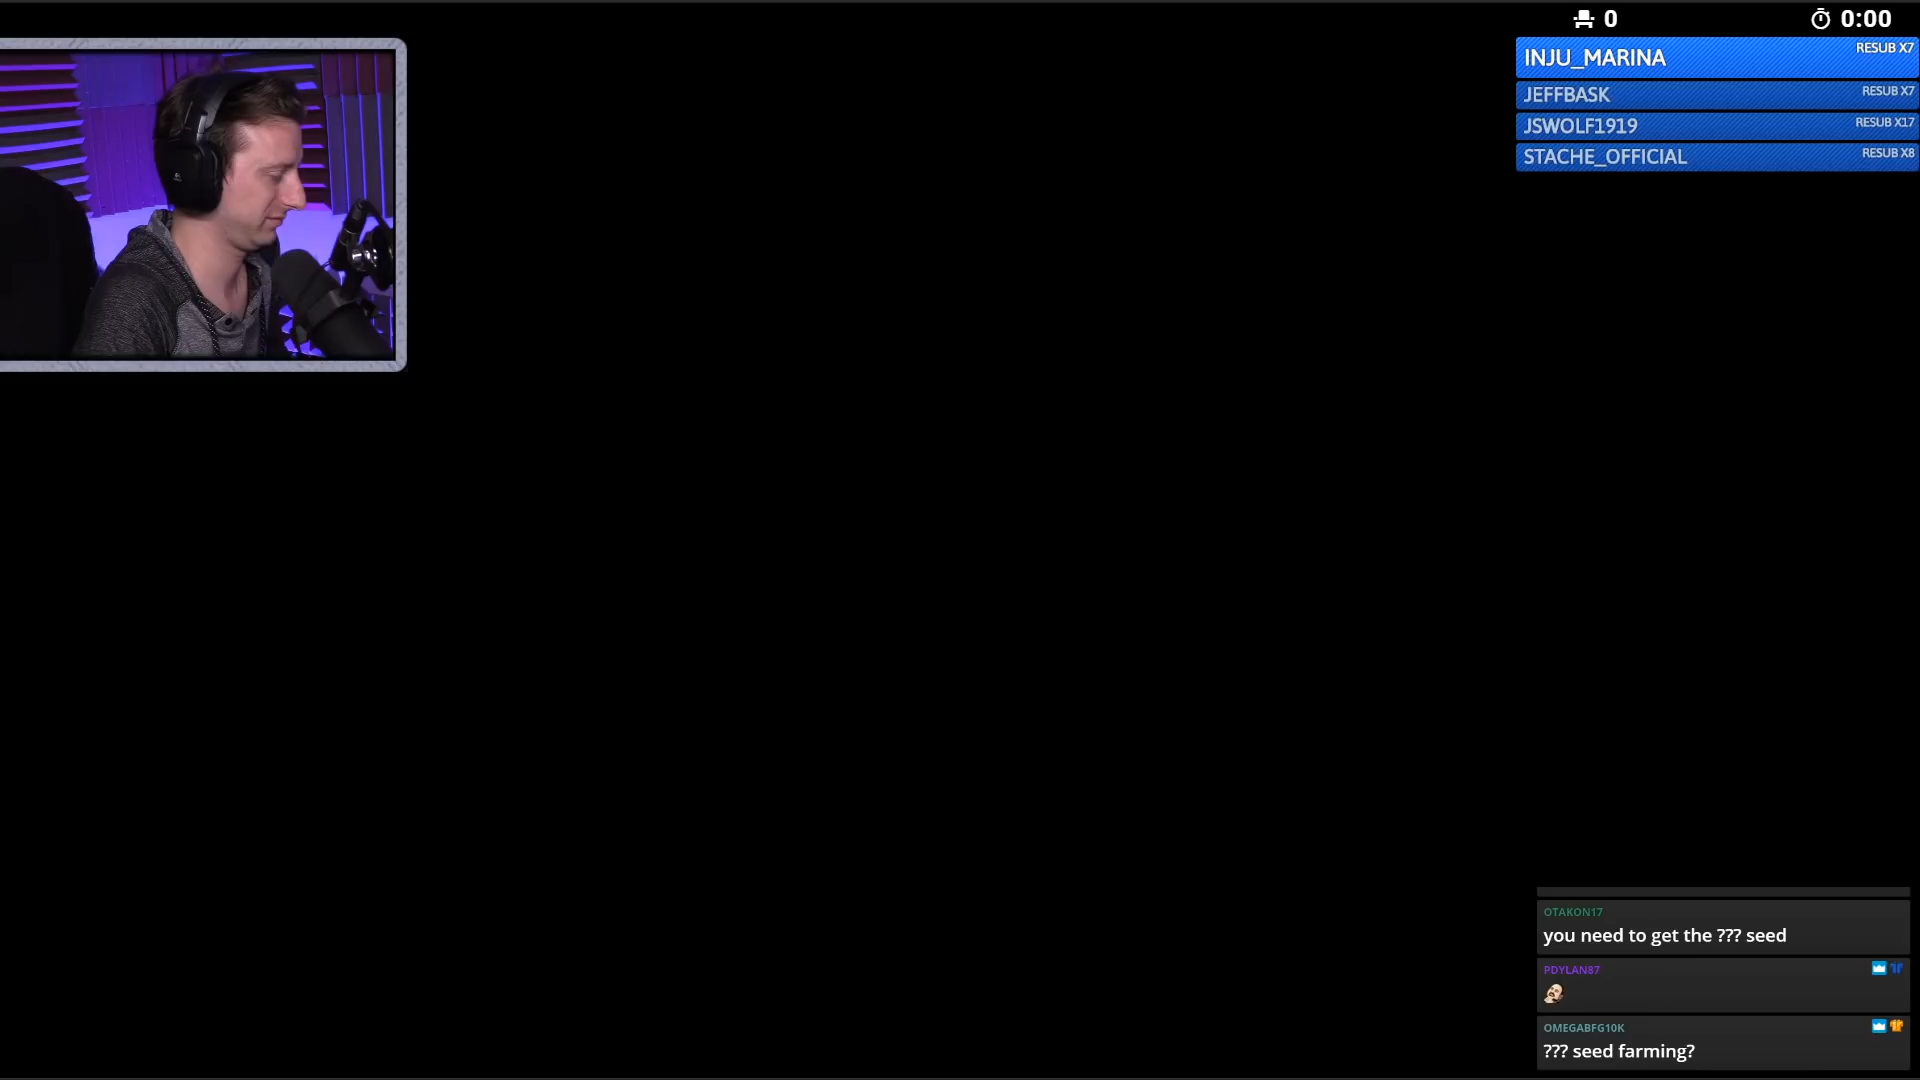 0
0:00
INJU_MARINA RESUB X7
JEFFBASK RESUB X7
JSWOLF1919 RESUB X17
STACHE_OFFICIAL RESUB X8
OTAKON17
you need to get the ??? seed
PDYLAN87
OMEGABFG10K
??? seed farming?